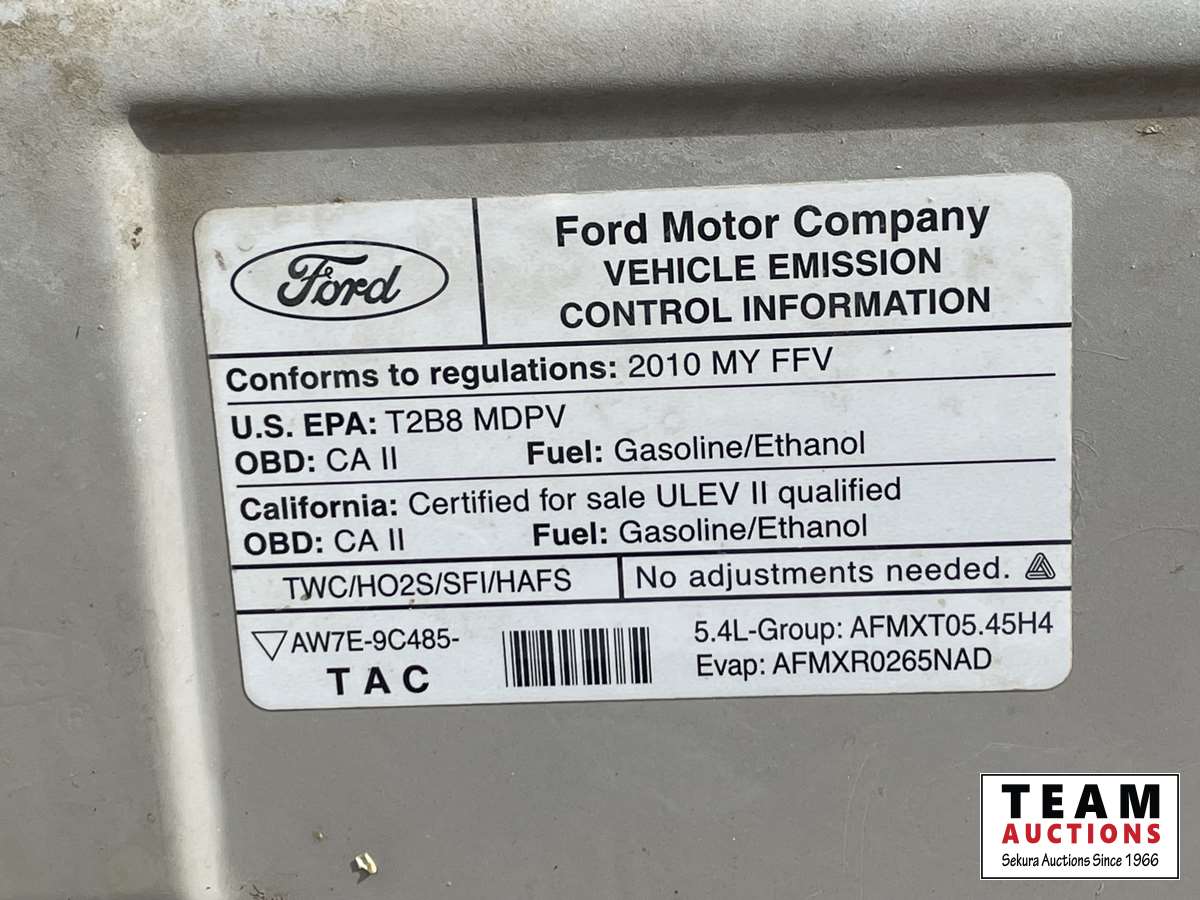 Ford
Ford Motor Company
VEHICLE EMISSION
CONTROL INFORMATION
Conforms to regulations: 2010 MY FFV
U.S. EPA: T2B8 MDPV
OBD: CA II Fuel: Gasoline/Ethanol
California: Certified for sale ULEV II qualified
OBD: CA II Fuel: Gasoline/Ethanol
TWC/HO2S/SFI/HAFS
No adjustments needed.
AW7E-9C485-
TAC
5.4L-Group: AFMXT05.45H4
Evap: AFMXR0265NAD
TEAM
AUCTIONS
Sekura Auctions Since 1966